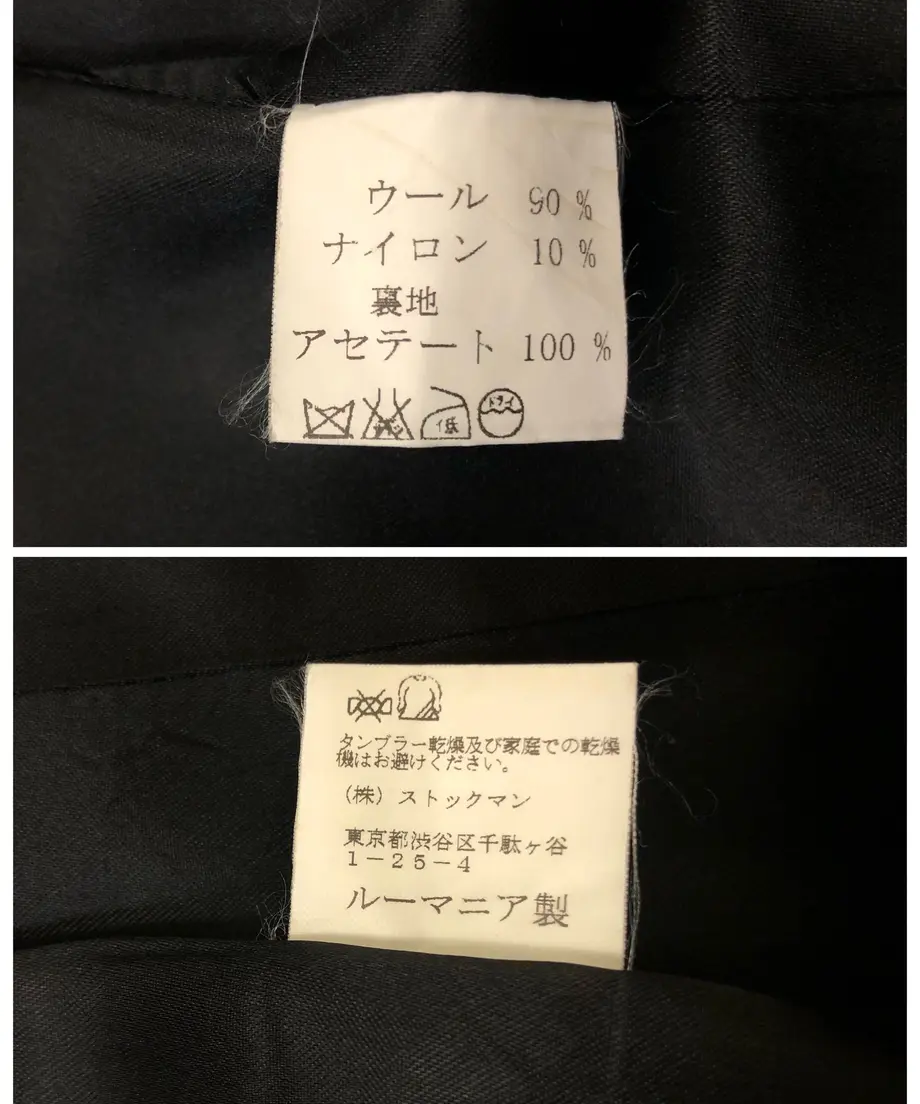 ウール 90 %
ナイロン 10 %
裏地
アセテート 100 %
イ低
ドライ
タンブラー乾燥及び家庭での乾燥
機はお避けください。
(株) ストックマン
東京都渋谷区千駄ヶ谷
1-25-4
ルーマニア製